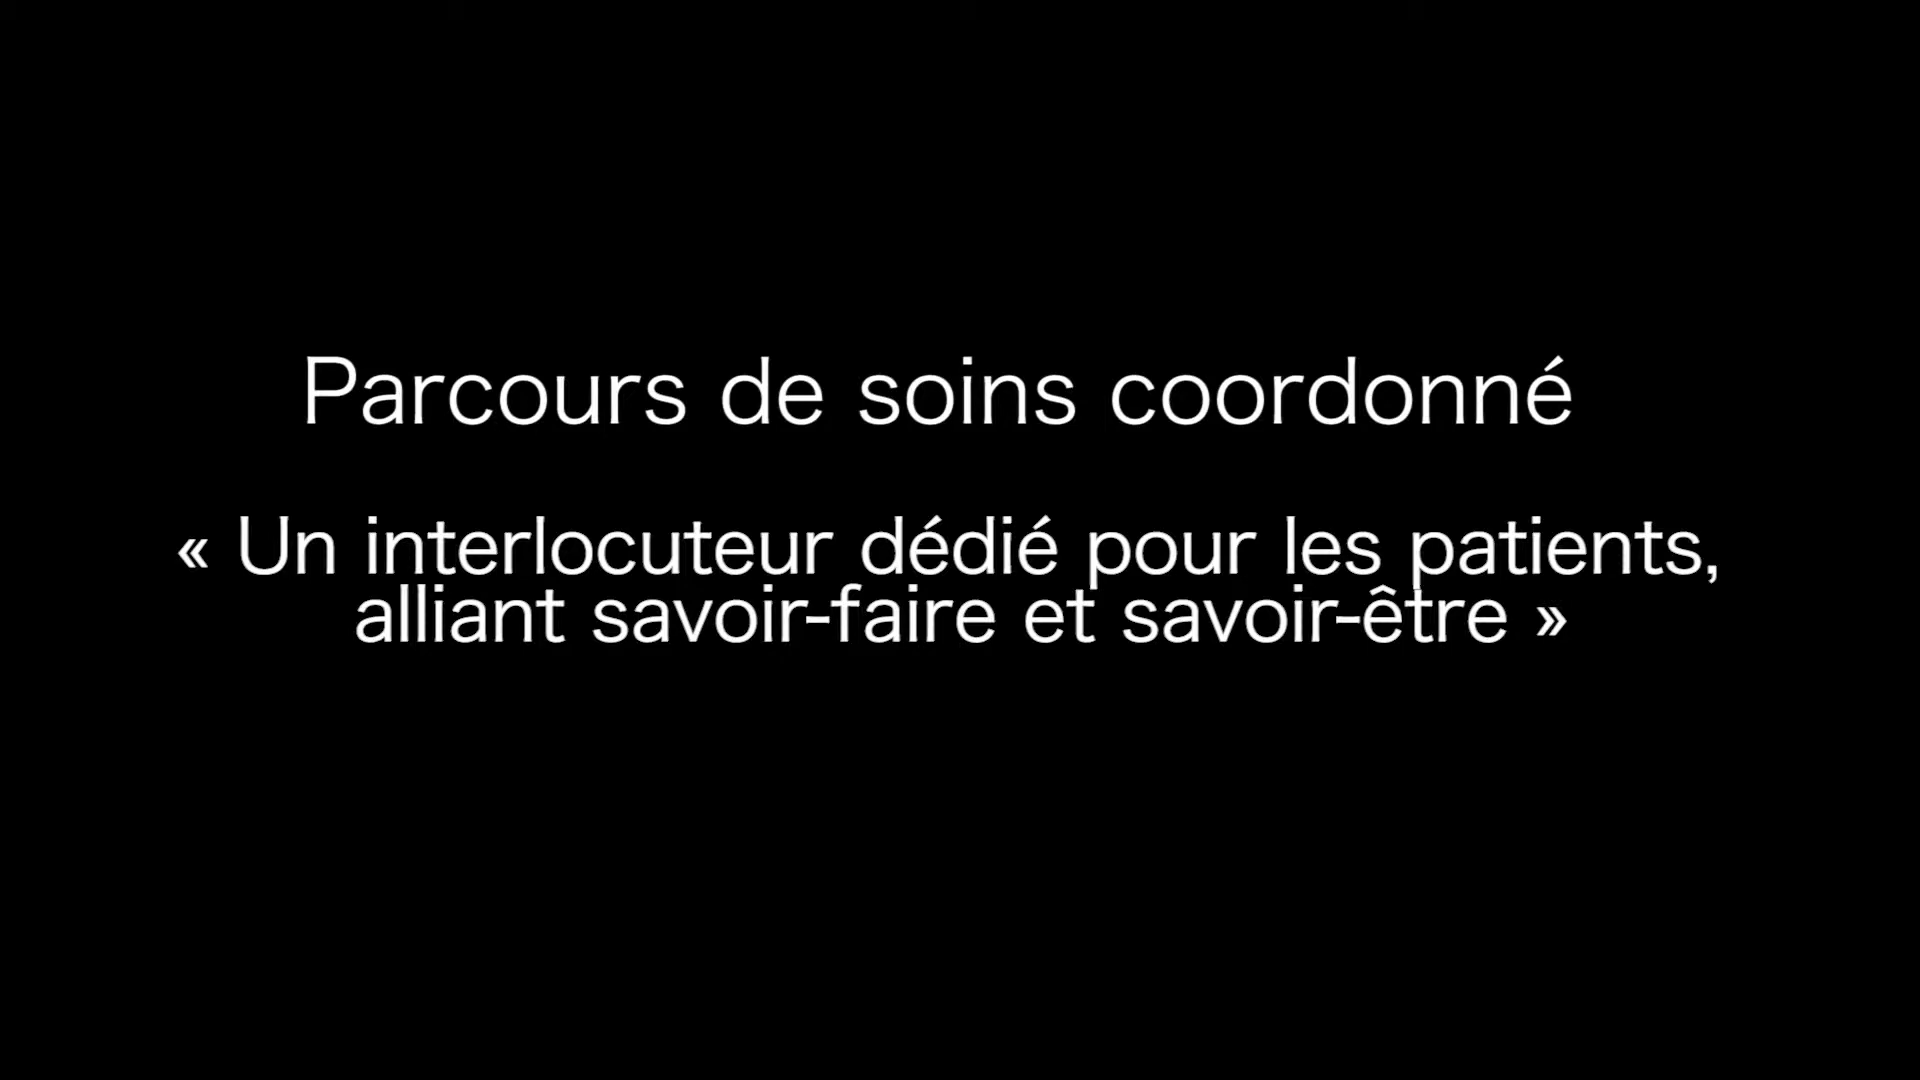 Parcours de soins coordonné
« Un interlocuteur dédié pour les patients,
alliant savoir-faire et savoir-être »